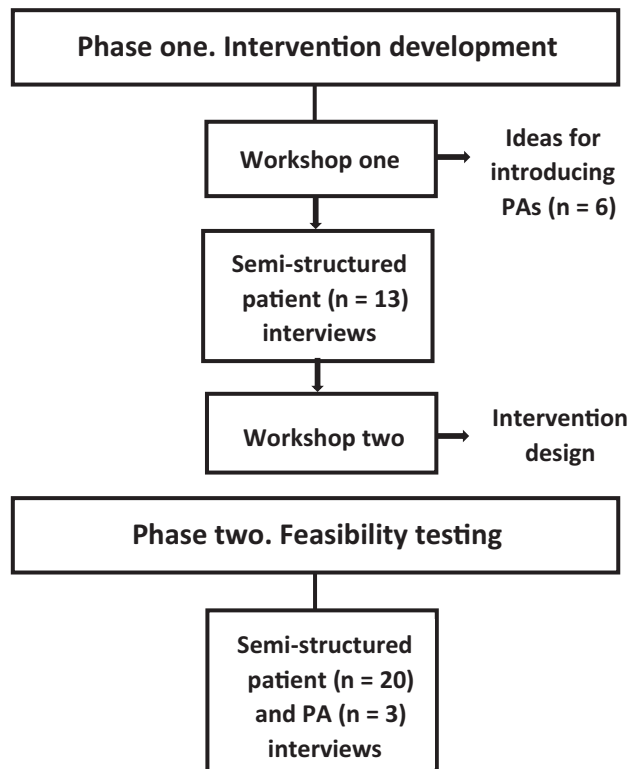 Phase one. Intervention development
Workshop one
Ideas for
introducing
PAs (n = 6)
Semi-structured
patient (n = 13)
interviews
Workshop two
Intervention
design
Phase two. Feasibility testing
Semi-structured
patient (n = 20)
and PA (n = 3)
interviews